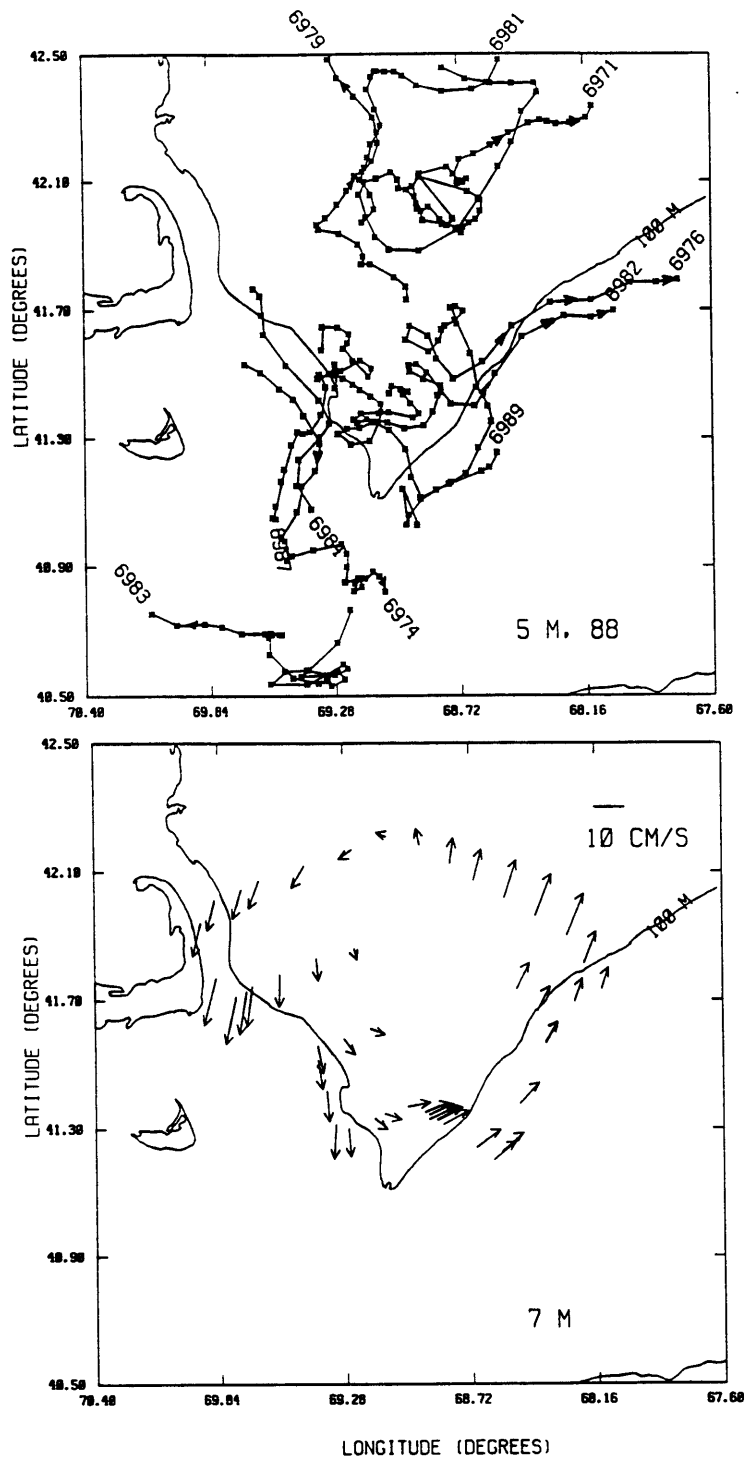 6979
6981
6971
42.50
42.10
100 M
6976
6982
41.70
LATITUDE (DEGREES)
41.30
6989
6984
6987
40.90
6983
6974
5 M. 88
40.50
70.40 69.84 69.28 68.72 68.16 67.60
42.50
10 CM/S
42.10
100 M
41.70
LATITUDE (DEGREES)
41.30
40.90
7 M
40.50
70.40 69.84 69.28 68.72 68.16 67.60
LONGITUDE (DEGREES)